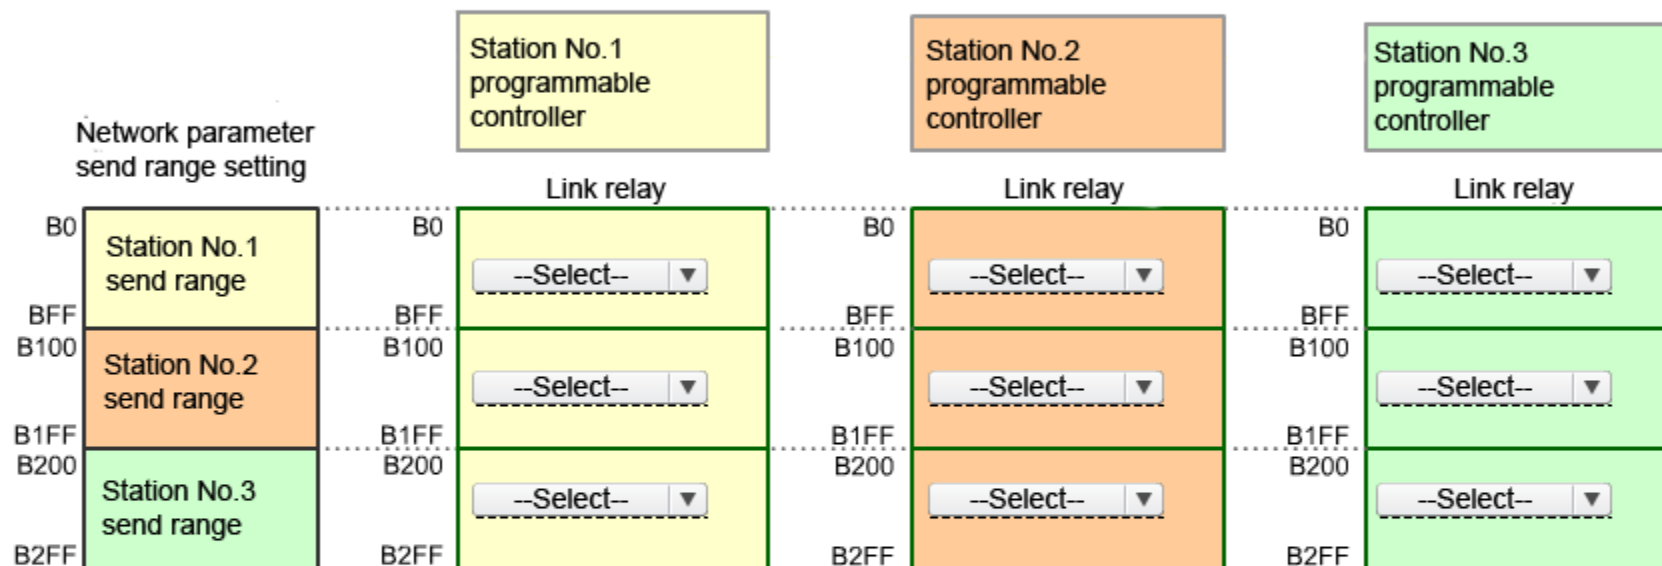 Station No.1
programmable
controller
Station No.2
programmable
controller
Station No.3
programmable
controller
Network parameter
send range setting
Link relay
Link relay
Link relay
B0
Station No.1
send range
BFF
B0
--Select--
BFF
B0
--Select--
BFF
B0
--Select--
BFF
B100
Station No.2
send range
B1FF
B100
--Select--
B1FF
B100
--Select--
B1FF
B100
--Select--
B1FF
B200
Station No.3
send range
B2FF
B200
--Select--
B2FF
B200
--Select--
B2FF
B200
--Select--
B2FF